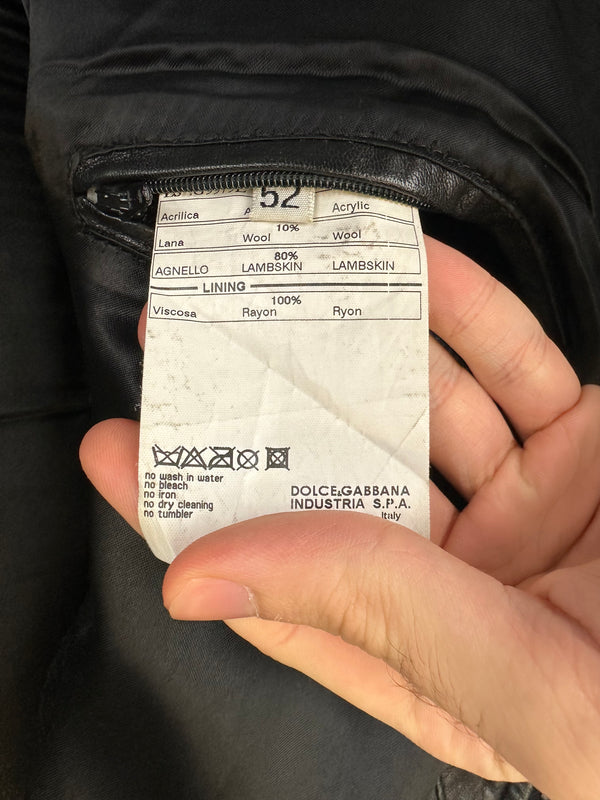 52
Acrilica Acrylic
10%
Lana Wool Wool
80%
AGNELLO LAMBSKIN LAMBSKIN
LINING
100%
Viscosa Rayon Ryon
no wash in water
no bleach
no iron
no dry cleaning
no tumbler
DOLCE&GABBANA
INDUSTRIA S.P.A.
Italy